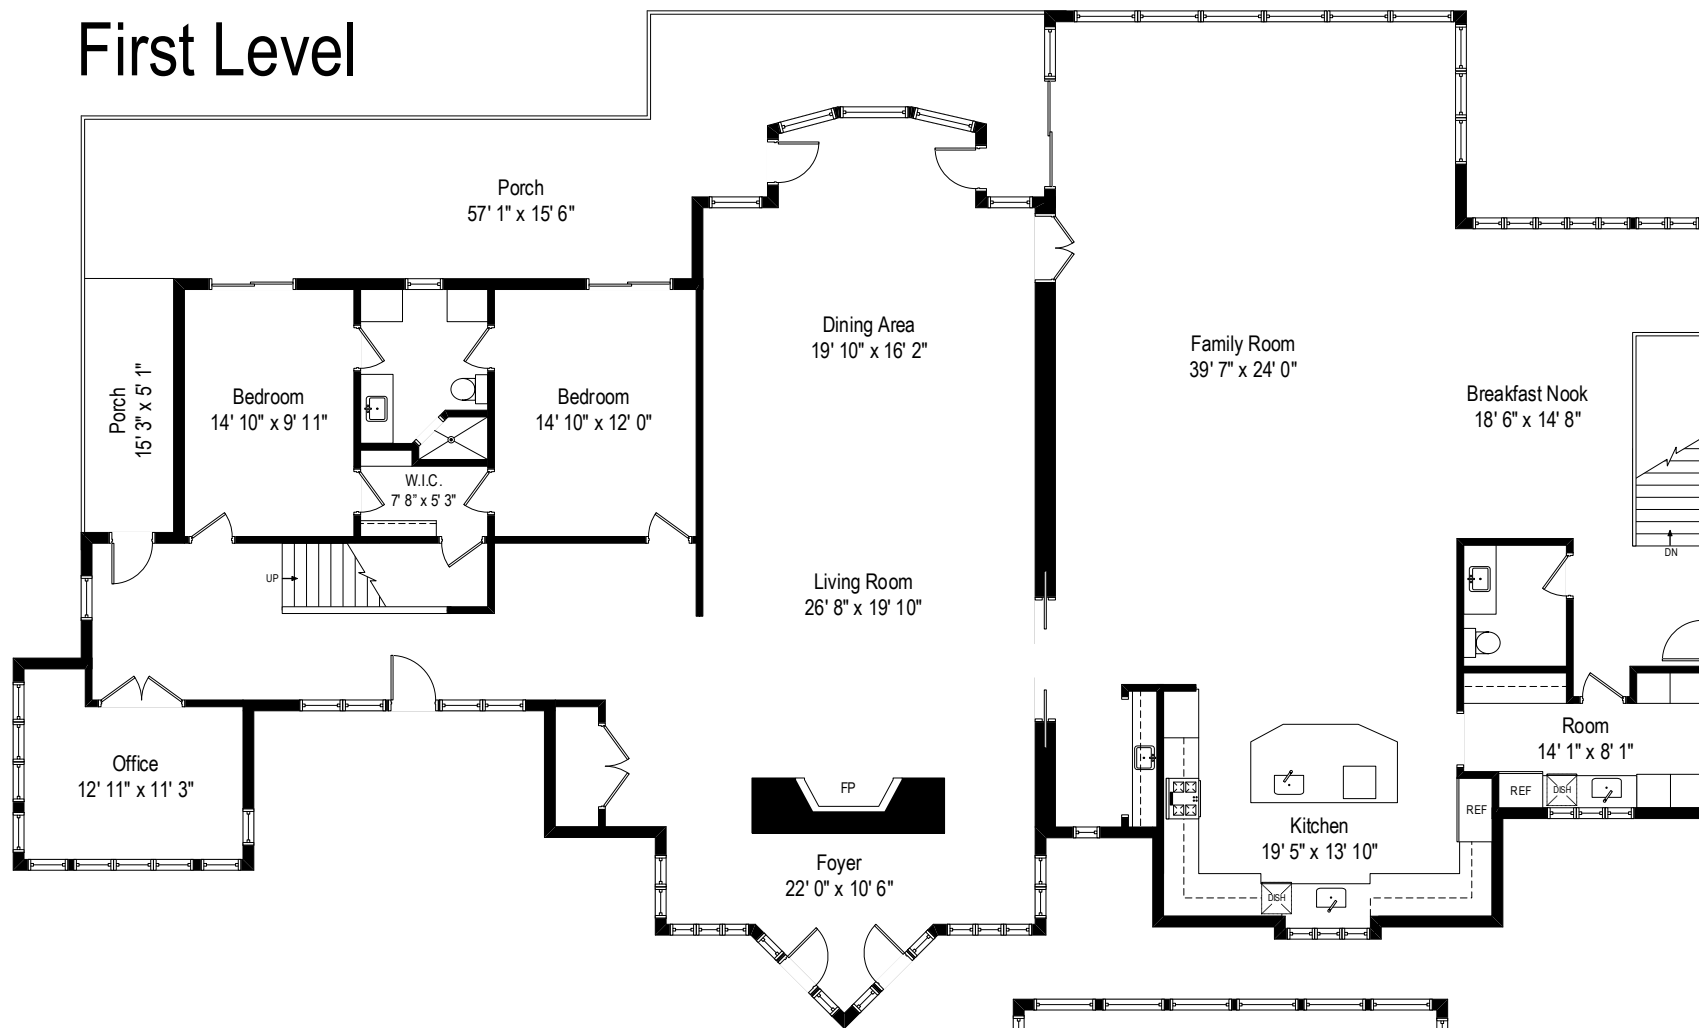 First Level
Porch
57' 1" x 15' 6"
Dining Area
19' 10" x 16' 2"
Family Room
39' 7" x 24' 0"
Breakfast Nook
18' 6" x 14' 8"
Porch
15' 3" x 5' 1"
Bedroom
14' 10" x 9' 11"
Bedroom
14' 10" x 12' 0"
W.I.C.
7' 8" x 5' 3"
UP
DN
Living Room
26' 8" x 19' 10"
Office
12' 11" x 11' 3"
Room
14' 1" x 8' 1"
FP
REF
DISH
REF
Kitchen
19' 5" x 13' 10"
Foyer
22' 0" x 10' 6"
DISH